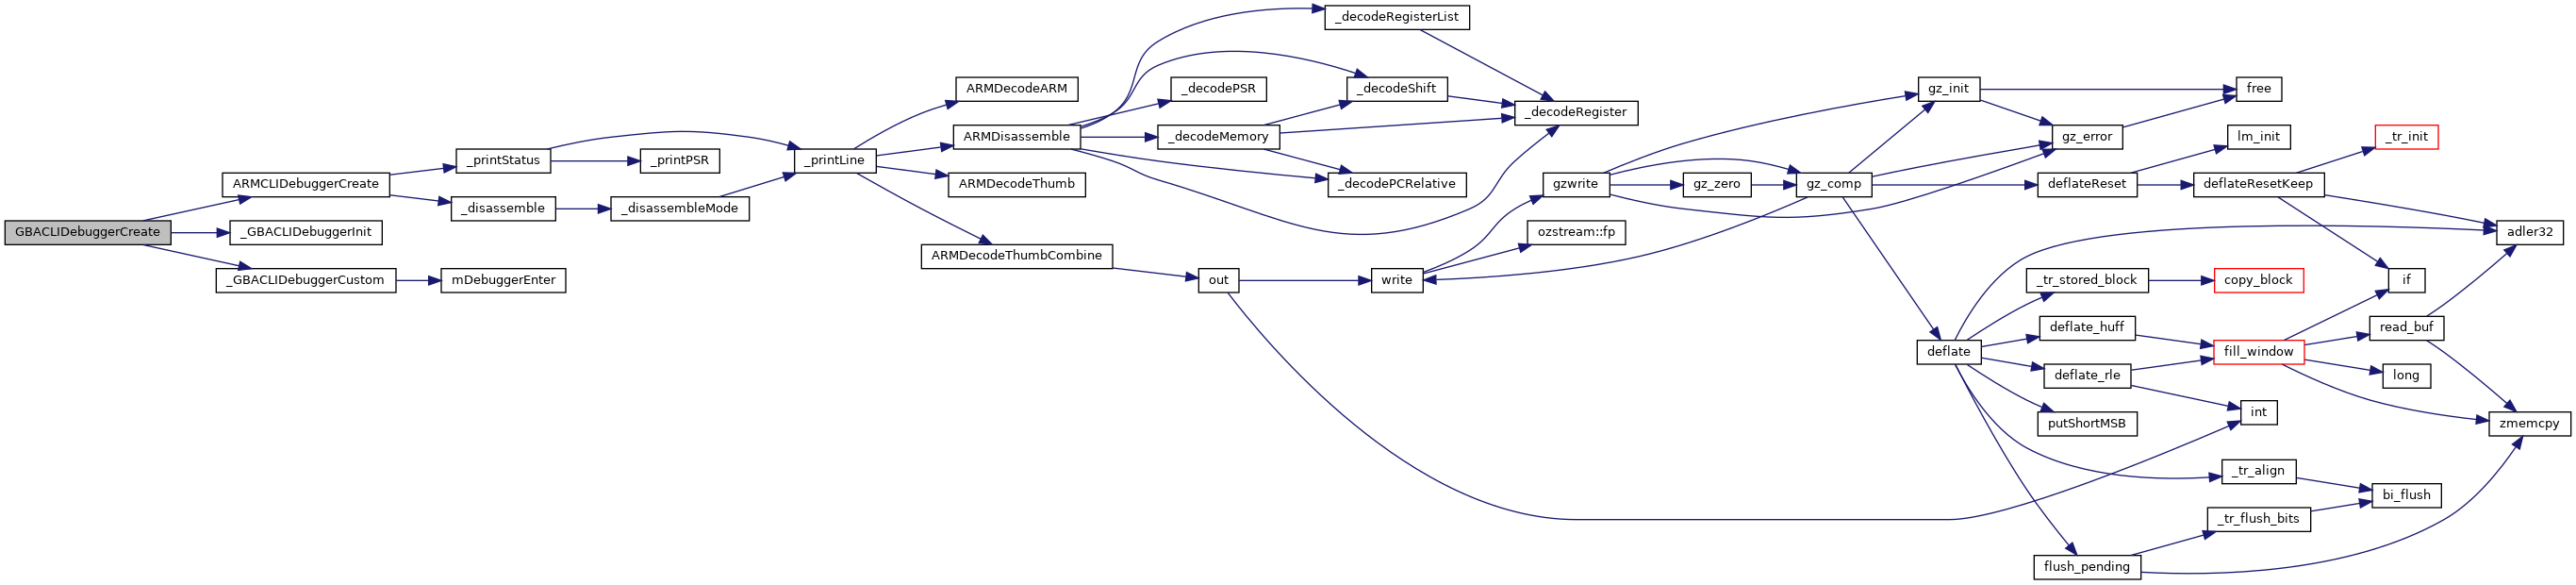 GBACLIDebuggerCreate
ARMCLIDebuggerCreate
_GBACLIDebuggerInit
_GBACLIDebuggerCustom
_printStatus
_disassemble
mDebuggerEnter
_printPSR
_disassembleMode
_printLine
ARMDecodeARM
ARMDisassemble
ARMDecodeThumb
ARMDecodeThumbCombine
_decodePSR
_decodeMemory
out
_decodeRegisterList
_decodeShift
_decodePCRelative
write
_decodeRegister
gzwrite
ozstream::fp
gz_zero
gz_comp
gz_init
deflate
gz_error
deflateReset
_tr_stored_block
deflate_huff
deflate_rle
putShortMSB
flush_pending
free
lm_init
deflateResetKeep
copy_block
fill_window
int
_tr_align
_tr_flush_bits
_tr_init
if
read_buf
long
bi_flush
adler32
zmemcpy